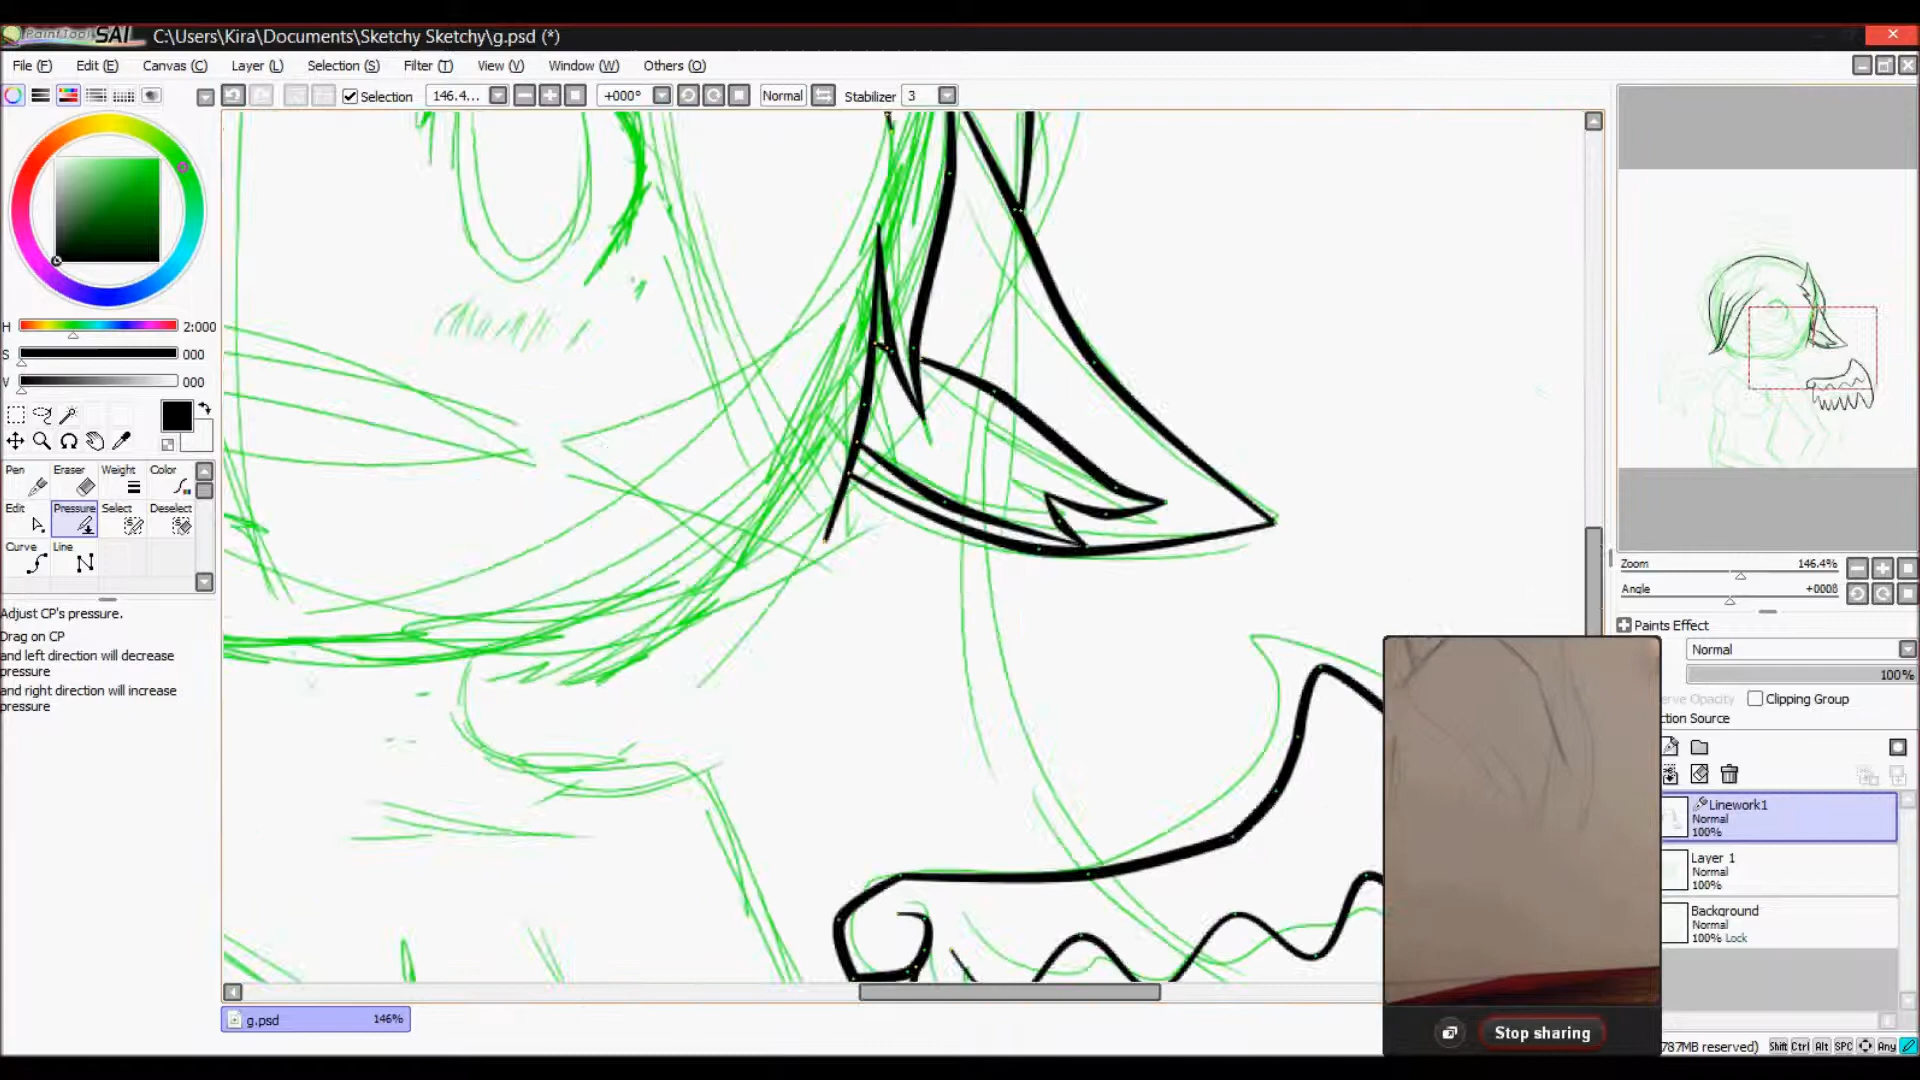 PaintTool SAI C:\Users\Kira\Documents\Sketchy Sketchy\g.psd (*)
File (F) Edit (E) Canvas (C) Layer (L) Selection (S) Filter (T) View (V) Window (W) Others (O)
Selection 146.4... +000° Normal Stabilizer 3
H 2:000
S 000
V 000
Pen Eraser Weight Color
Edit Pressure Select Deselect
Curve Line
Adjust CP's pressure.
Drag on CP
and left direction will decrease
pressure
and right direction will increase
pressure
Zoom 146.4%
Angle +0008
Paints Effect
Normal
100%
erve Opacity Clipping Group
ction Source
Linework1
Normal
100%
Layer 1
Normal
100%
Background
Normal
100% Lock
g.psd 146%
Stop sharing
787MB reserved) Shift Ctrl Alt SPC Any